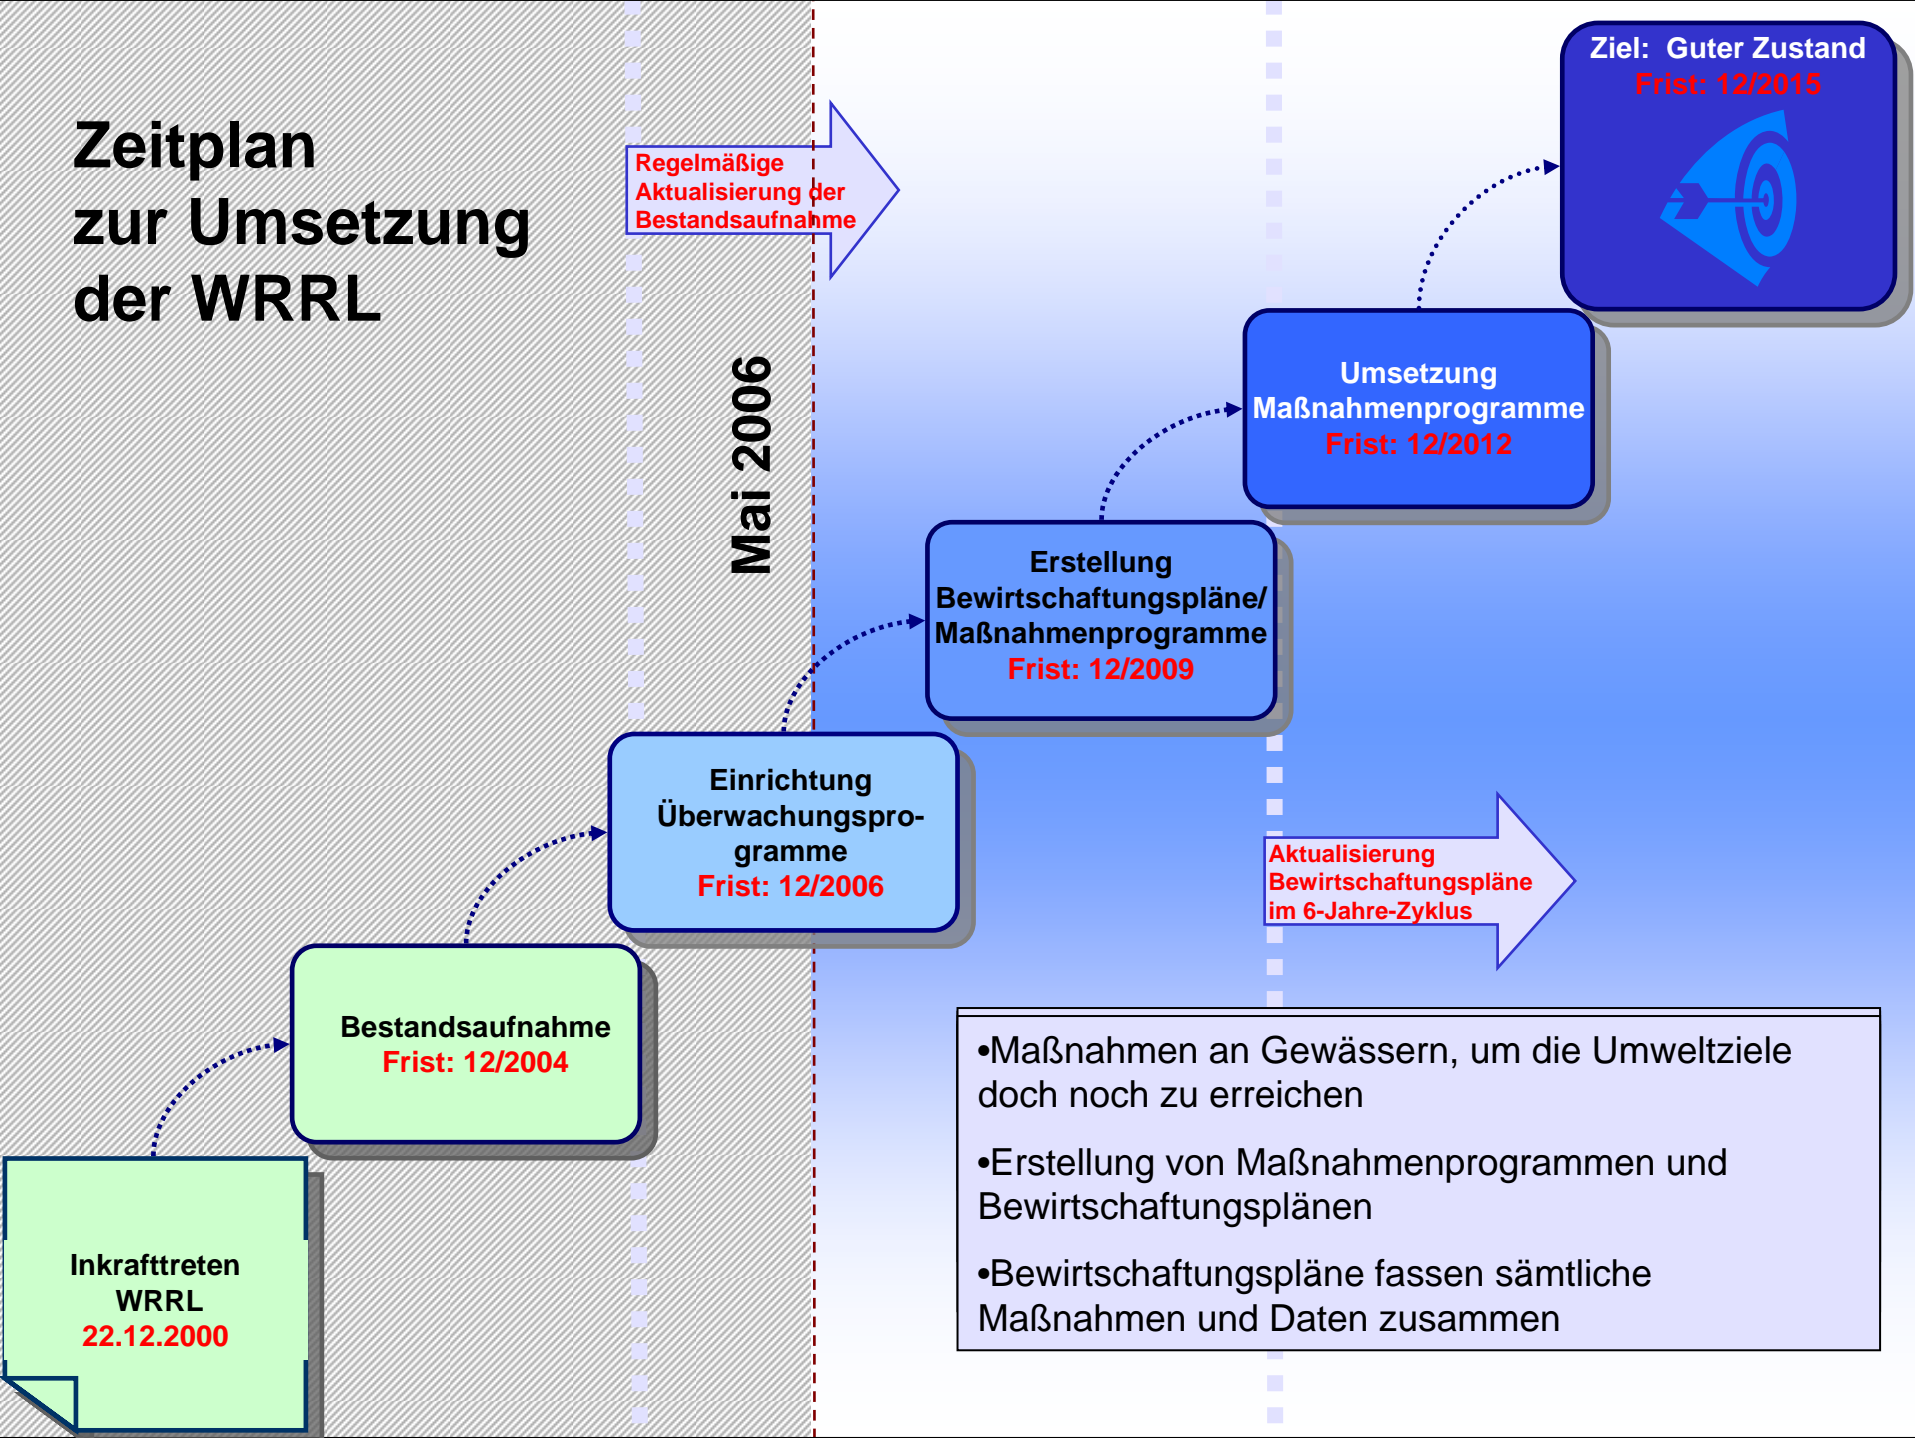 Zeitplan
zur Umsetzung
der WRRL
Regelmäßige
Aktualisierung der
Bestandsaufnahme
Mai 2006
Ziel:  Guter Zustand
Frist: 12/2015
Umsetzung
Maßnahmenprogramme
Frist: 12/2012
Erstellung
Bewirtschaftungspläne/
Maßnahmenprogramme
Frist: 12/2009
Einrichtung
Überwachungspro-
gramme
Frist: 12/2006
Aktualisierung
Bewirtschaftungspläne
im 6-Jahre-Zyklus
Bestandsaufnahme
Frist: 12/2004
Inkrafttreten
WRRL
22.12.2000
•Maßnahmen an Gewässern, um die Umweltziele
doch noch zu erreichen
•Erstellung von Maßnahmenprogrammen und
Bewirtschaftungsplänen
•Bewirtschaftungspläne fassen sämtliche
Maßnahmen und Daten zusammen